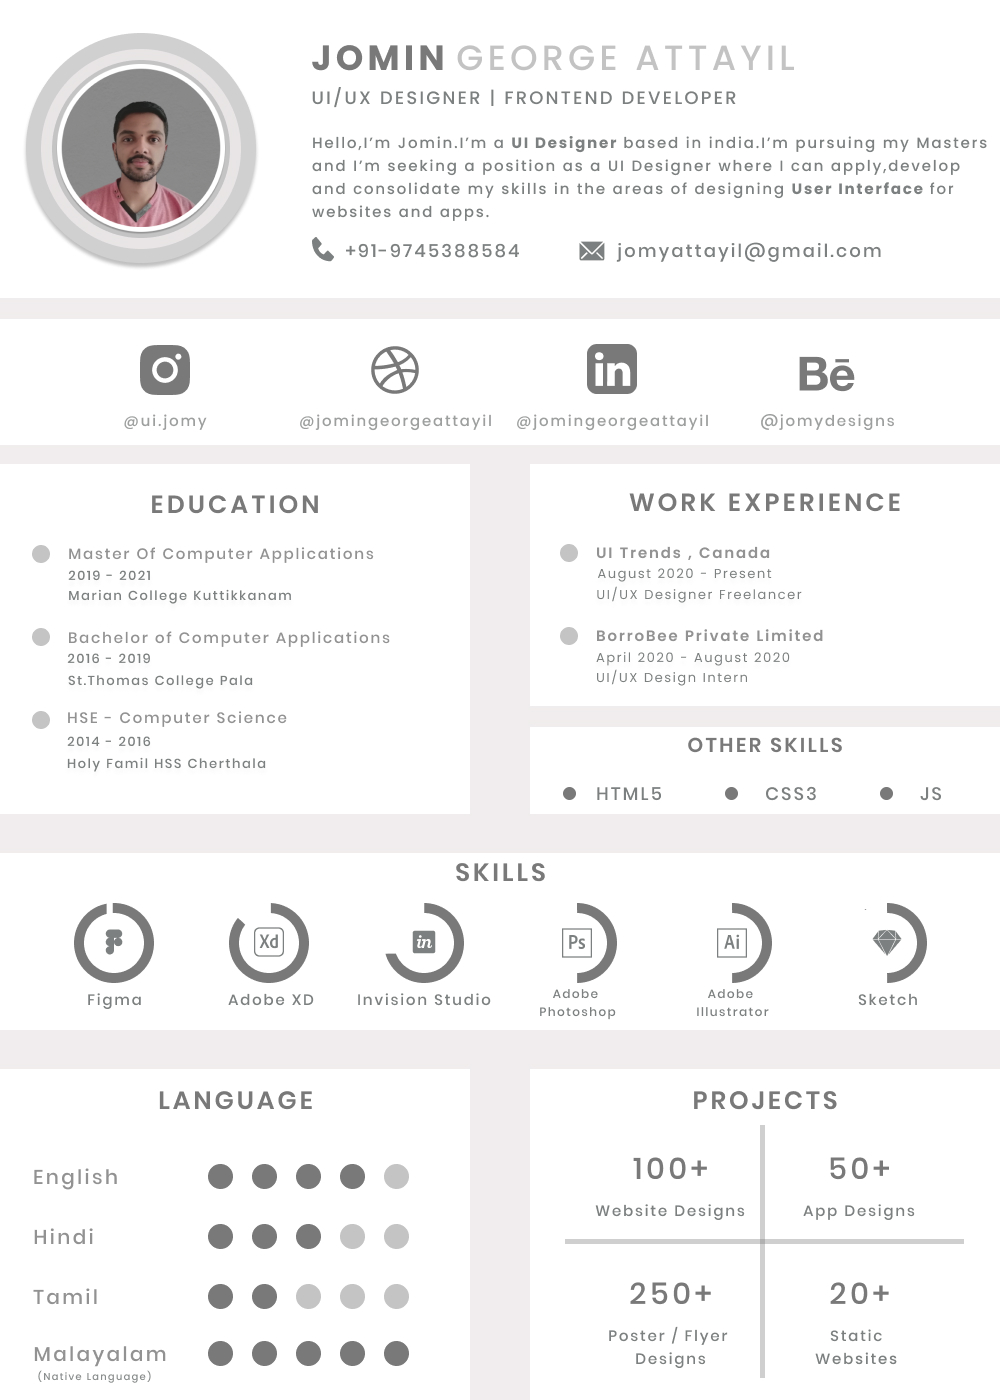 JOMIN GEORGE ATTAYIL
UI/UX DESIGNER | FRONTEND DEVELOPER
Hello,I'm Jomin.I'm a UI Designer based in india.I'm pursuing my Masters
and I'm seeking a position as a UI Designer where I can apply,develop
and consolidate my skills in the areas of designing User Interface for
websites and apps.
+91-9745388584
jomyattayil@gmail.com
in
Bē
@ui.jomy
@jomingeorgeattayil
@jomingeorgeattayil
@jomydesigns
EDUCATION
Master Of Computer Applications
2019 - 2021
Marian College Kuttikkanam
Bachelor of Computer Applications
2016 - 2019
St.Thomas College Pala
HSE - Computer Science
2014 - 2016
Holy Famil HSS Cherthala
WORK EXPERIENCE
UI Trends , Canada
August 2020 - Present
UI/UX Designer Freelancer
BorroBee Private Limited
April 2020 - August 2020
UI/UX Design Intern
OTHER SKILLS
HTML5
CSS3
JS
SKILLS
Xd
in
Ps
Ai
Figma
Adobe XD
Invision Studio
Adobe
Photoshop
Adobe
Illustrator
Sketch
LANGUAGE
English
Hindi
Tamil
Malayalam
(Native Language)
PROJECTS
100+
Website Designs
50+
App Designs
250+
Poster / Flyer
Designs
20+
Static
Websites